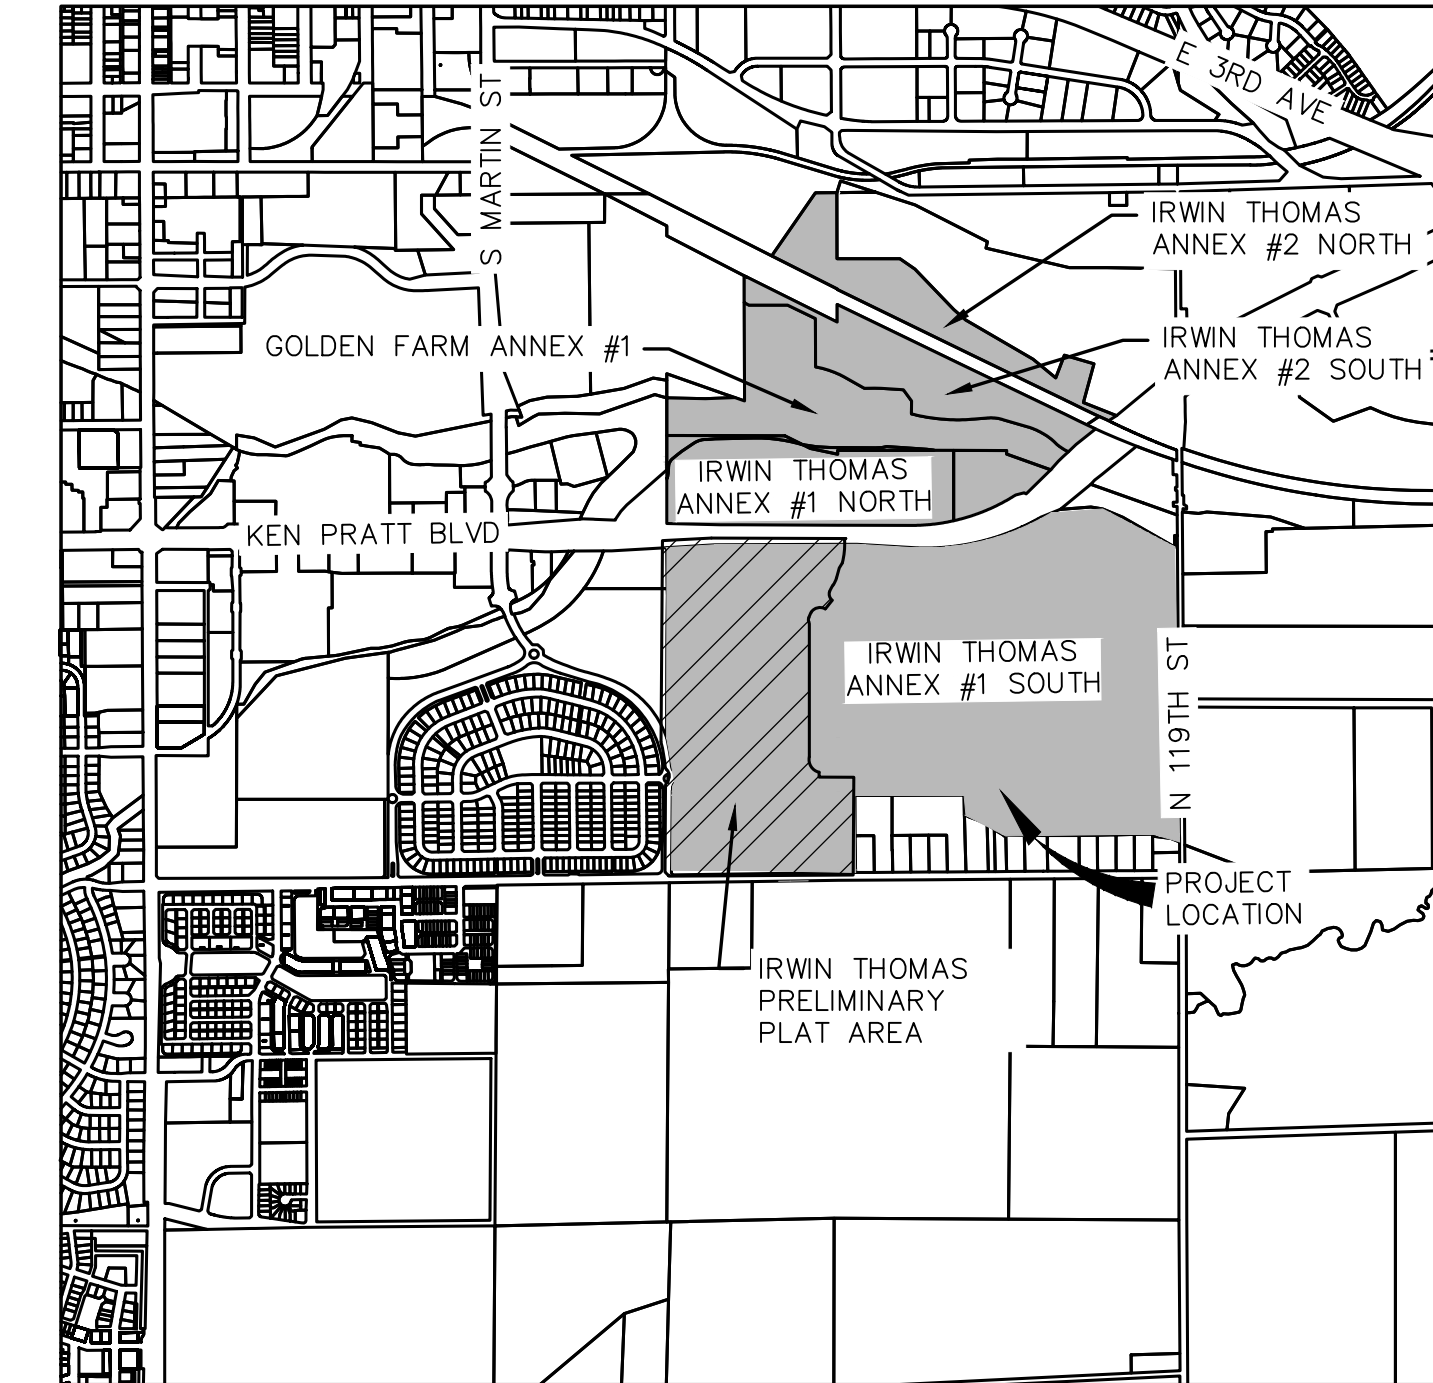 E 3RD AVE
S MARTIN ST
IRWIN THOMAS
ANNEX #2 NORTH
GOLDEN FARM ANNEX #1
IRWIN THOMAS
ANNEX #2 SOUTH
IRWIN THOMAS
ANNEX #1 NORTH
KEN PRATT BLVD
IRWIN THOMAS
ANNEX #1 SOUTH
N 119TH ST
PROJECT
LOCATION
IRWIN THOMAS
PRELIMINARY
PLAT AREA